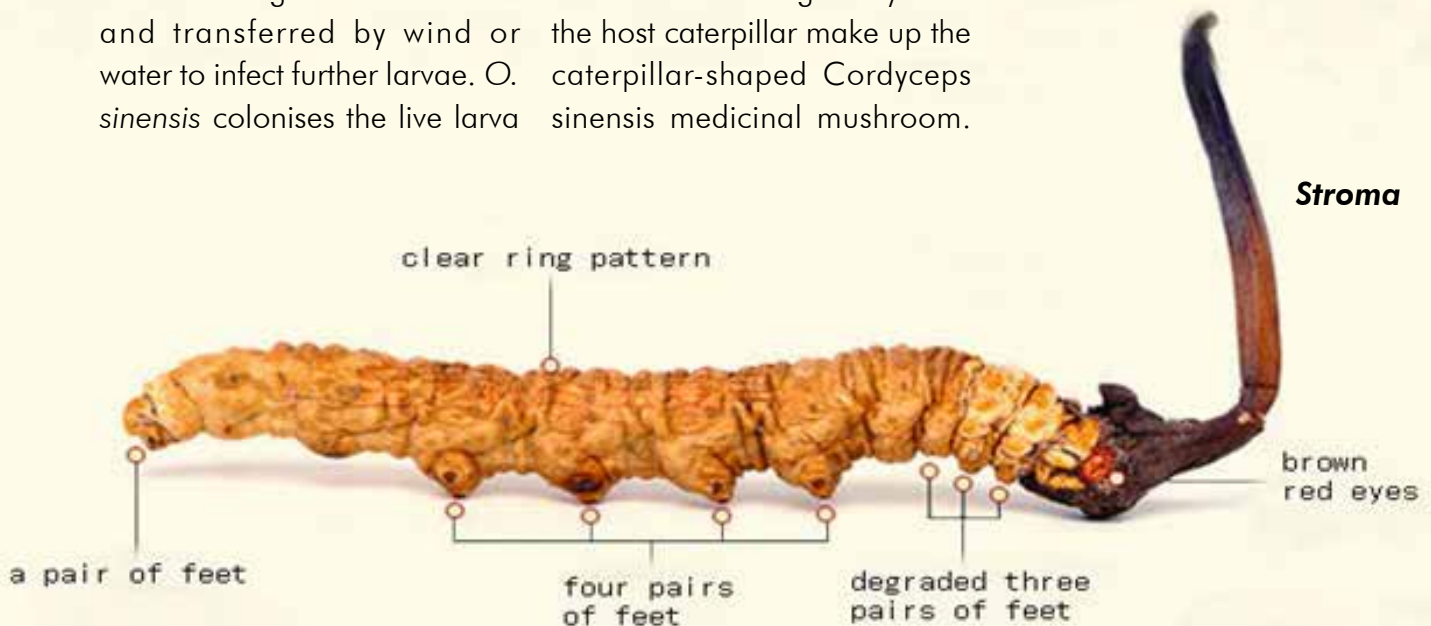 and transferred by wind or
water to infect further larvae. O.
sinensis colonises the live larva
the host caterpillar make up the
caterpillar-shaped Cordyceps
sinensis medicinal mushroom.
Stroma
clear ring pattern
brown
red eyes
a pair of feet
four pairs
of feet
degraded three
pairs of feet